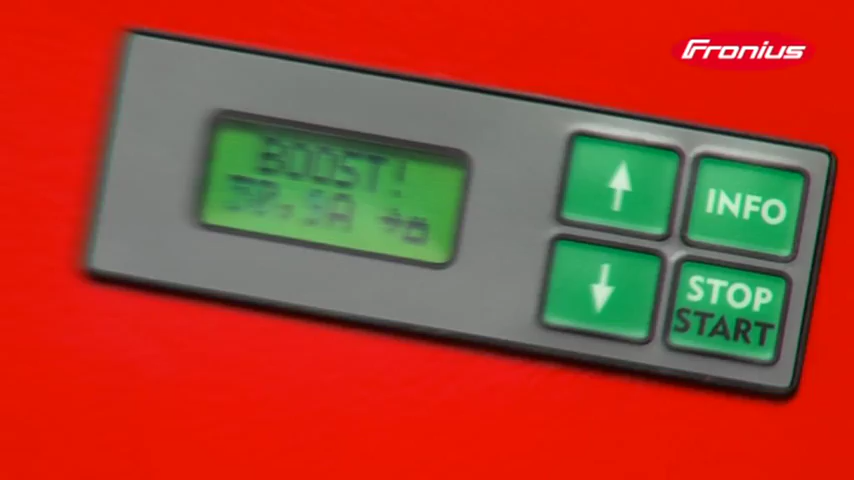 Fronius
BOOST!
INFO
STOP
START